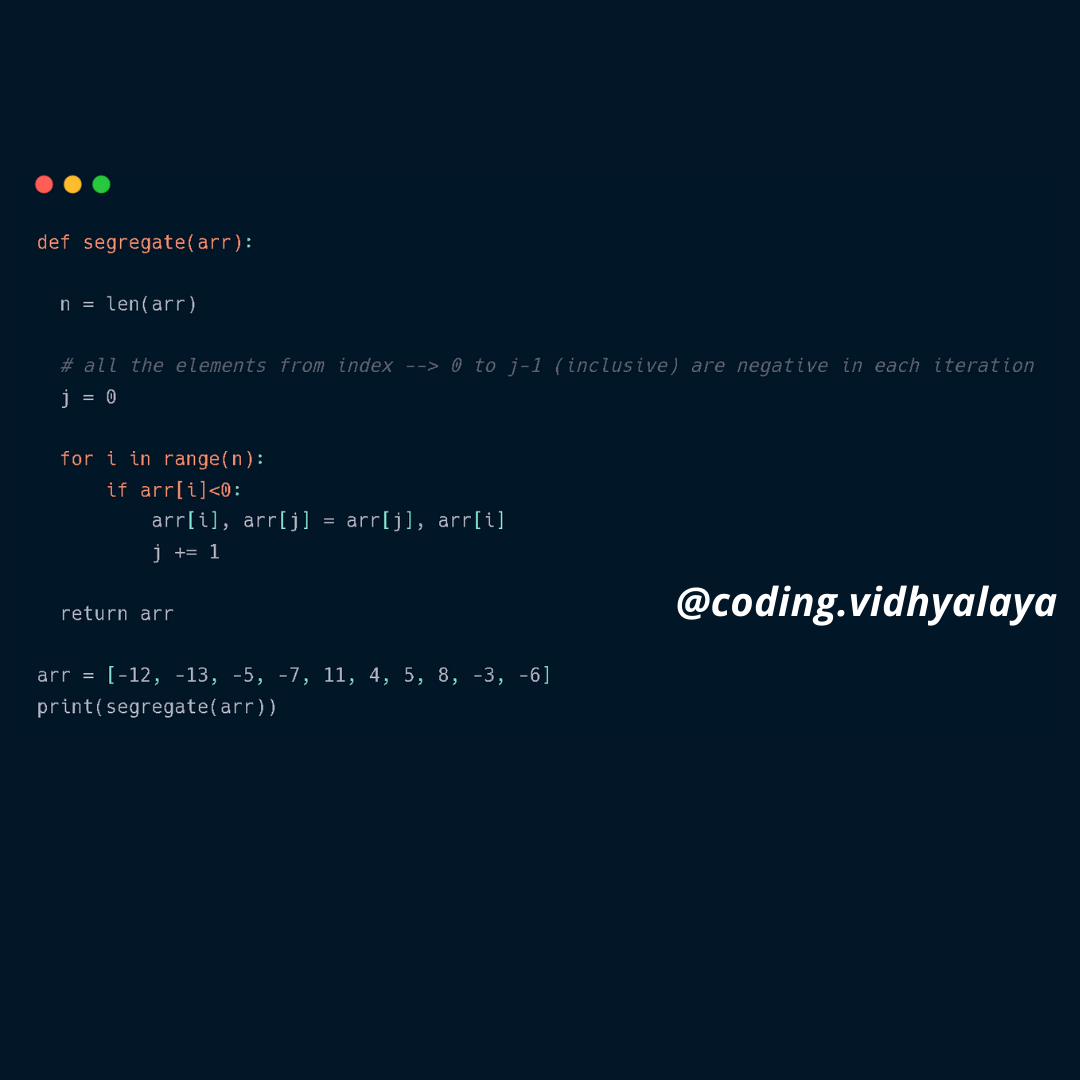 def segregate(arr):
n = len(arr)
# all the elements from index --> 0 to j-1 (inclusive) are negative in each iteration
j = 0
for i in range(n):
if arr[i]<0:
arr[i], arr[j] = arr[j], arr[i]
j += 1
@coding.vidhyalaya
return arr
arr = [-12, -13, -5, -7, 11, 4, 5, 8, -3, -6]
print(segregate(arr))